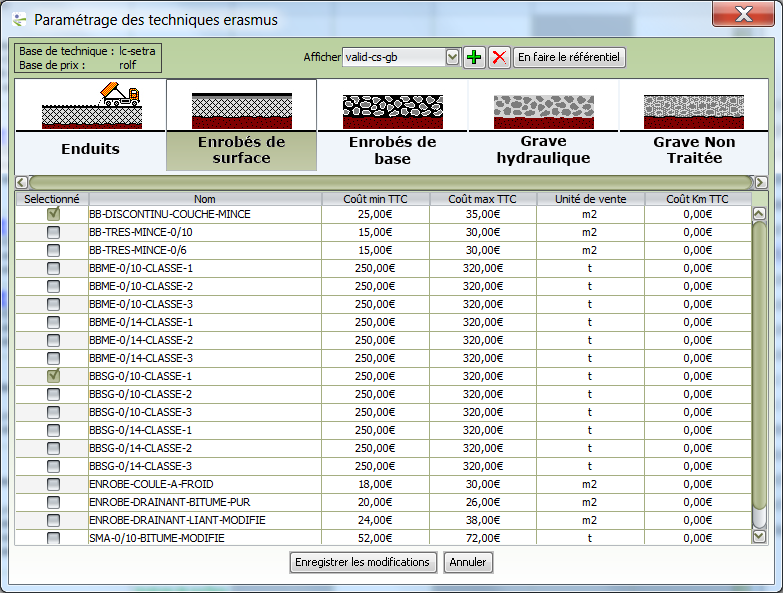 Paramétrage des techniques erasmus
Base de technique : lc-setra
Base de prix : rolf
Afficher valid-cs-gb En faire le référentiel
Enduits
Enrobés de
surface
Enrobés de
base
Grave
hydraulique
Grave Non
Traitée
Selectionné Nom Coût min TTC Coût max TTC Unité de vente Coût Km TTC
BB-DISCONTINU-COUCHE-MINCE 25,00€ 35,00€ m2 0,00€
BB-TRES-MINCE-0/10 15,00€ 30,00€ m2 0,00€
BB-TRES-MINCE-0/6 15,00€ 30,00€ m2 0,00€
BBME-0/10-CLASSE-1 250,00€ 320,00€ t 0,00€
BBME-0/10-CLASSE-2 250,00€ 320,00€ t 0,00€
BBME-0/10-CLASSE-3 250,00€ 320,00€ t 0,00€
BBME-0/14-CLASSE-1 250,00€ 320,00€ t 0,00€
BBME-0/14-CLASSE-2 250,00€ 320,00€ t 0,00€
BBME-0/14-CLASSE-3 250,00€ 320,00€ t 0,00€
BBSG-0/10-CLASSE-1 250,00€ 320,00€ t 0,00€
BBSG-0/10-CLASSE-2 250,00€ 320,00€ t 0,00€
BBSG-0/10-CLASSE-3 250,00€ 320,00€ t 0,00€
BBSG-0/14-CLASSE-1 250,00€ 320,00€ t 0,00€
BBSG-0/14-CLASSE-2 250,00€ 320,00€ t 0,00€
BBSG-0/14-CLASSE-3 250,00€ 320,00€ t 0,00€
ENROBE-COULE-A-FROID 18,00€ 30,00€ m2 0,00€
ENROBE-DRAINANT-BITUME-PUR 20,00€ 26,00€ m2 0,00€
ENROBE-DRAINANT-LIANT-MODIFIE 24,00€ 38,00€ m2 0,00€
SMA-0/10-BITUME-MODIFIE 52,00€ 72,00€ t 0,00€
Enregistrer les modifications Annuler